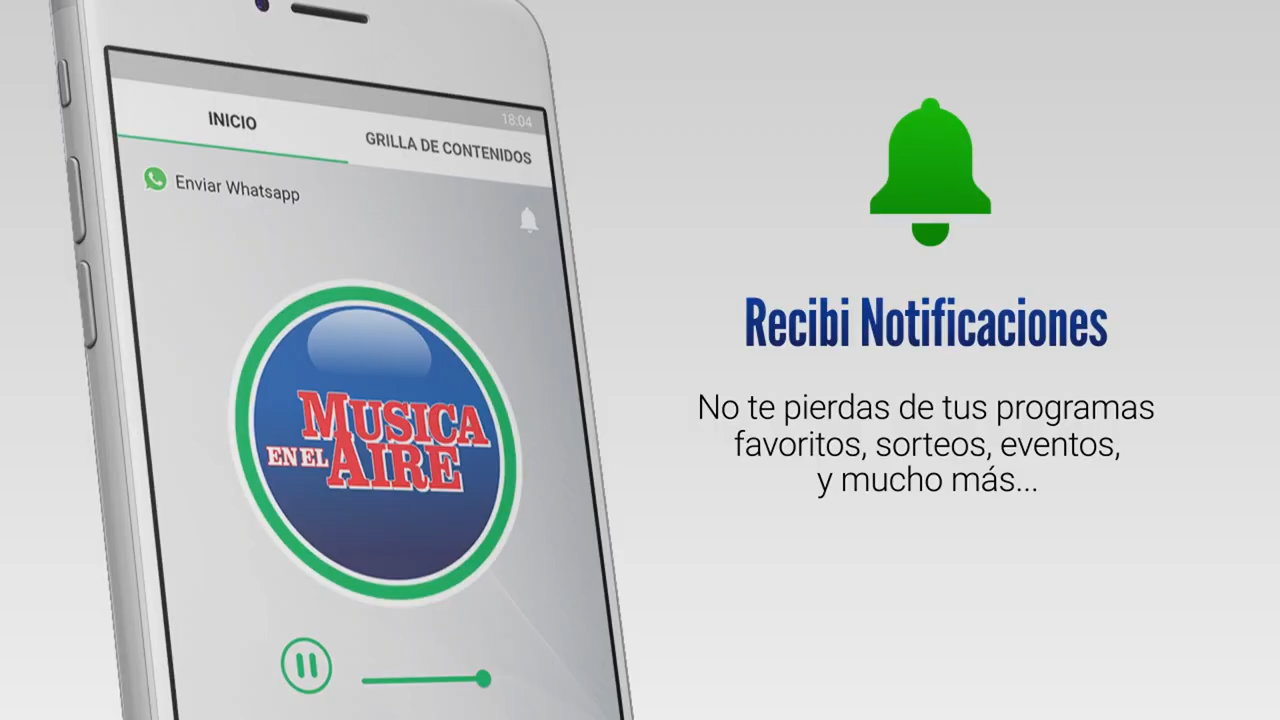 18:04
INICIO
GRILLA DE CONTENIDOS
Enviar Whatsapp
MUSICA
EN EL AIRE
Recibi Notificaciones
No te pierdas de tus programas
favoritos, sorteos, eventos,
y mucho más...